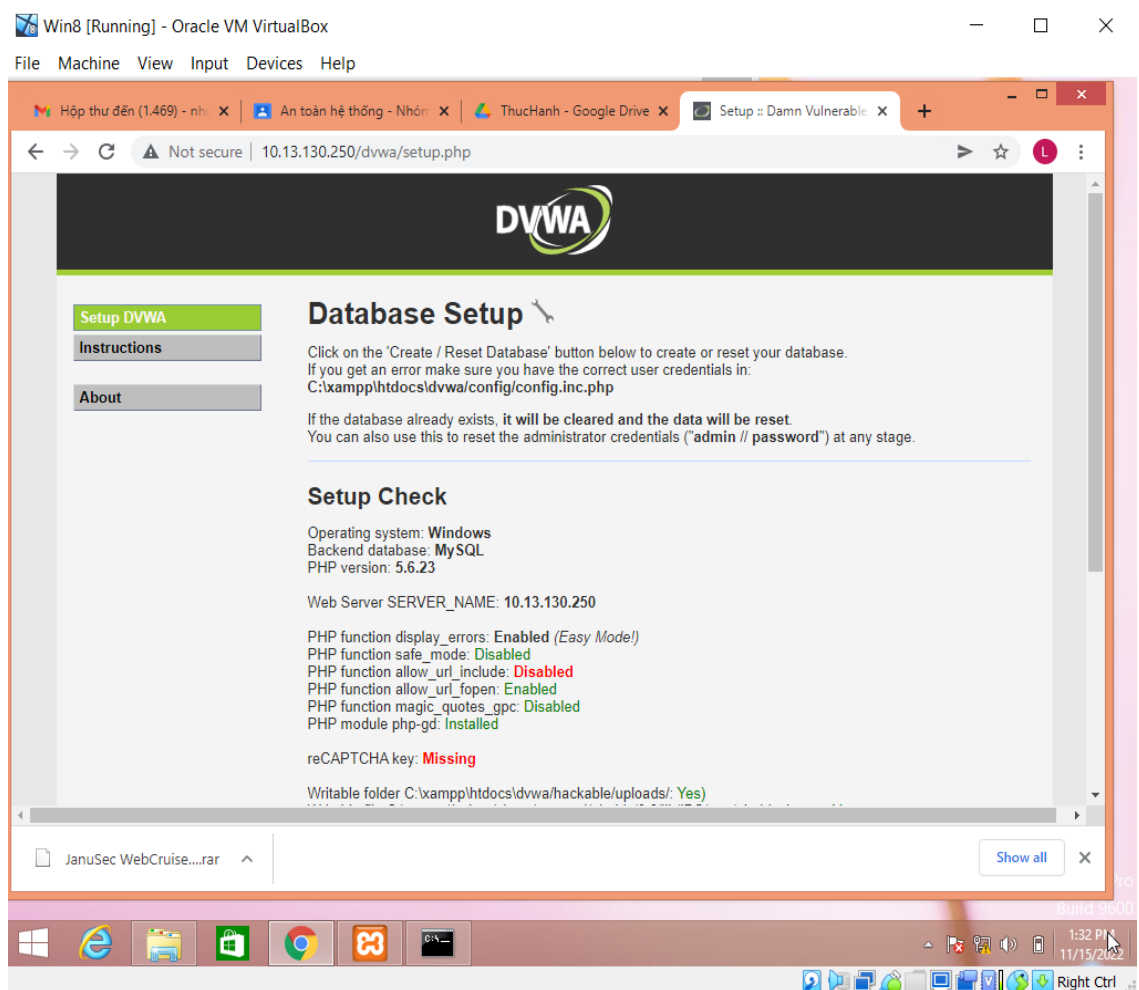 Win8 [Running] - Oracle VM VirtualBox
File Machine View Input Devices Help
Hộp thư đến (1.469) - nh
An toàn hệ thống - Nhóm
ThucHanh - Google Drive
Setup :: Damn Vulnerable
Not secure | 10.13.130.250/dvwa/setup.php
L
DVWA
Setup DVWA
Instructions
About
Database Setup
Click on the 'Create / Reset Database' button below to create or reset your database.
If you get an error make sure you have the correct user credentials in:
C:\xampp\htdocs\dvwa/config/config.inc.php
If the database already exists, it will be cleared and the data will be reset.
You can also use this to reset the administrator credentials ("admin // password") at any stage.
Setup Check
Operating system: Windows
Backend database: MySQL
PHP version: 5.6.23
Web Server SERVER_NAME: 10.13.130.250
PHP function display_errors: Enabled (Easy Mode!)
PHP function safe_mode: Disabled
PHP function allow_url_include: Disabled
PHP function allow_url_fopen: Enabled
PHP function magic_quotes_gpc: Disabled
PHP module php-gd: Installed
reCAPTCHA key: Missing
Writable folder C:\xampp\htdocs\dvwa/hackable/uploads/: Yes)
JanuSec WebCruise....rar
Show all
Pro
Build 9600
C:\_
1:32 PM
11/15/2022
Right Ctrl